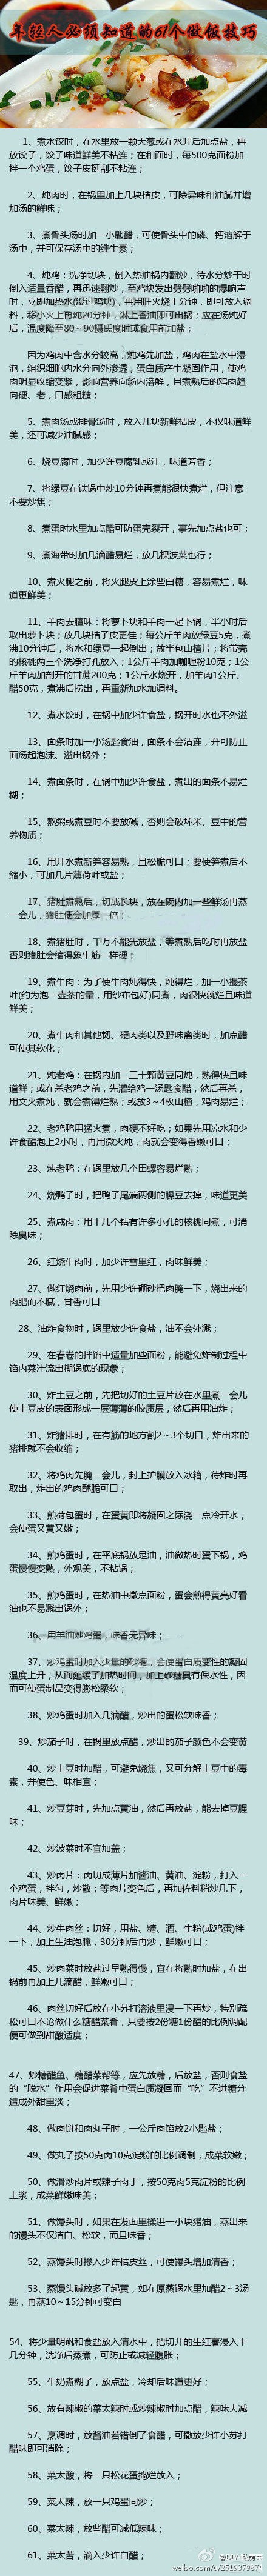 年轻人必须知道的61个做饭技巧
1、煮水饺时，在水里放一颗大葱或在水开后加点盐，再
放饺子，饺子味道鲜美不粘连；在和面时，每500克面粉加
拌一个鸡蛋，饺子皮挺刮不粘连；
2、炖肉时，在锅里加上几块桔皮，可除异味和油腻并增
加汤的鲜味；
3、煮骨头汤时加一小匙醋，可使骨头中的磷、钙溶解于
汤中，并可保存汤中的维生素；
4、炖鸡：洗净切块，倒入热油锅内翻炒，待水分炒干时
倒入适量香醋，再迅速翻炒，至鸡块发出劈劈啪啪的爆响声
时，立即加热水(没过鸡块)，再用旺火烧十分钟，即可放入调
料，移小火上再炖20分钟，淋上香油即可出锅；应在汤炖好
后，温度降至80～90摄氏度时或食用前加盐；
因为鸡肉中含水分较高，炖鸡先加盐，鸡肉在盐水中浸
泡，组织细胞内水分向外渗透，蛋白质产生凝固作用，使鸡
肉明显收缩变紧，影响营养向汤内溶解，且煮熟后的鸡肉趋
向硬、老，口感粗糙；
5、煮肉汤或排骨汤时，放入几块新鲜桔皮，不仅味道鲜
美，还可减少油腻感；
6、烧豆腐时，加少许豆腐乳或汁，味道芳香；
7、将绿豆在铁锅中炒10分钟再煮能很快煮烂，但注意
不要炒焦；
8、煮蛋时水里加点醋可防蛋壳裂开，事先加点盐也可；
9、煮海带时加几滴醋易烂，放几棵波菜也行；
10、煮火腿之前，将火腿皮上涂些白糖，容易煮烂，味
道更鲜美；
11、羊肉去膻味：将萝卜块和羊肉一起下锅，半小时后
取出萝卜块；放几块桔子皮更佳；每公斤羊肉放绿豆5克，煮
沸10分钟后，将水和绿豆一起倒出；放半包山楂片；将带壳
的核桃两三个洗净打孔放入；1公斤羊肉加咖喱粉10克；1公
斤羊肉加剖开的甘蔗200克；1公斤水烧开，加羊肉1公斤、
醋50克，煮沸后捞出，再重新加水加调料。
12、煮水饺时，在锅中加少许食盐，锅开时水也不外溢
13、面条时加一小汤匙食油，面条不会沾连，并可防止
面汤起泡沫、溢出锅外；
14、煮面条时，在锅中加少许食盐，煮出的面条不易烂
糊；
15、熬粥或煮豆时不要放碱，否则会破坏米、豆中的营
养物质；
16、用开水煮新笋容易熟，且松脆可口；要使笋煮后不
缩小，可加几片薄荷叶或盐；
17、猪肚煮熟后，切成长块，放在碗内加一些鲜汤再蒸
一会儿，猪肚便会加厚一倍；
18、煮猪肚时，千万不能先放盐，等煮熟后吃时再放盐
否则猪肚会缩得象牛筋一样硬；
19、煮牛肉：为了使牛肉炖得快，炖得烂，加一小撮茶
叶(约为泡一壶茶的量，用纱布包好)同煮，肉很快就烂且味道
鲜美；
20、煮牛肉和其他韧、硬肉类以及野味禽类时，加点醋
可使其软化；
21、炖老鸡：在锅内加二三十颗黄豆同炖，熟得快且味
道鲜；或在杀老鸡之前，先灌给鸡一汤匙食醋，然后再杀，
用文火煮炖，就会煮得烂熟；或放3～4枚山楂，鸡肉易烂；
22、老鸡鸭用猛火煮，肉硬不好吃；如果先用凉水和少
许食醋泡上2小时，再用微火炖，肉就会变得香嫩可口；
23、炖老鸭：在锅里放几个田螺容易烂熟；
24、烧鸭子时，把鸭子尾端两侧的臊豆去掉，味道更美
25、煮咸肉：用十几个钻有许多小孔的核桃同煮，可消
除臭味；
26、红烧牛肉时，加少许雪里红，肉味鲜美；
27、做红烧肉前，先用少许硼砂把肉腌一下，烧出来的
肉肥而不腻，甘香可口
28、油炸食物时，锅里放少许食盐，油不会外溅；
29、在春卷的拌馅中适量加些面粉，能避免炸制过程中
馅内菜汁流出糊锅底的现象；
30、炸土豆之前，先把切好的土豆片放在水里煮一会儿
使土豆皮的表面形成一层薄薄的胶质层，然后再用油炸；
31、炸猪排时，在有筋的地方割2～3个切口，炸出来的
猪排就不会收缩；
32、将鸡肉先腌一会儿，封上护膜放入冰箱，待炸时再
取出，炸出的鸡肉酥脆可口；
33、煎荷包蛋时，在蛋黄即将凝固之际浇一点冷开水，
会使蛋又黄又嫩；
34、煎鸡蛋时，在平底锅放足油，油微热时蛋下锅，鸡
蛋慢慢变熟，外观美，不粘锅；
35、煎鸡蛋时，在热油中撒点面粉，蛋会煎得黄亮好看
油也不易溅出锅外；
36、用羊油炒鸡蛋，味香无异味；
37、炒鸡蛋时加入少量的砂糖，会使蛋白质变性的凝固
温度上升，从而延缓了加热时间，加上砂糖具有保水性，因
而可使蛋制品变得膨松柔软；
38、炒鸡蛋时加入几滴醋，炒出的蛋松软味香；
39、炒茄子时，在锅里放点醋，炒出的茄子颜色不会变黄
40、炒土豆时加醋，可避免烧焦，又可分解土豆中的毒
素，并使色、味相宜；
41、炒豆芽时，先加点黄油，然后再放盐，能去掉豆腥
味；
42、炒波菜时不宜加盖；
43、炒肉片：肉切成薄片加酱油、黄油、淀粉，打入一
个鸡蛋，拌匀，炒散；等肉片变色后，再加佐料稍炒几下，
肉片味美、鲜嫩；
44、炒牛肉丝：切好，用盐、糖、酒、生粉(或鸡蛋)拌
一下，加上生油泡腌，30分钟后再炒，鲜嫩可口；
45、炒肉菜时放盐过早熟得慢，宜在将熟时加盐，在出
锅前再加上几滴醋，鲜嫩可口；
46、肉丝切好后放在小苏打溶液里浸一下再炒，特别疏
松可口不论做什么糖醋菜肴，只要按2份糖1份醋的比例调配
便可做到甜酸适度；
47、炒糖醋鱼、糖醋菜帮等，应先放糖，后放盐，否则食盐
的“脱水”作用会促进菜肴中蛋白质凝固而“吃”不进糖分
造成外甜里淡；
48、做肉饼和肉丸子时，一公斤肉馅放2小匙盐；
49、做丸子按50克肉10克淀粉的比例调制，成菜软嫩；
50、做滑炒肉片或辣子肉丁，按50克肉5克淀粉的比例
上浆，成菜鲜嫩味美；
51、做馒头时，如果在发面里揉进一小块猪油，蒸出来
的馒头不仅洁白、松软，而且味香；
52、蒸馒头时掺入少许桔皮丝，可使馒头增加清香；
53、蒸馒头碱放多了起黄，如在原蒸锅水里加醋2～3汤
匙，再蒸10～15分钟可变白
54、将少量明矾和食盐放入清水中，把切开的生红薯浸入十
几分钟，洗净后蒸煮，可防止或减轻腹胀；
55、牛奶煮糊了，放点盐，冷却后味道更好；
56、放有辣椒的菜太辣时或炒辣椒时加点醋，辣味大减
57、烹调时，放酱油若错倒了食醋，可撒放少许小苏打
醋味即可消除；
58、菜太酸，将一只松花蛋捣烂放入；
59、菜太辣，放一只鸡蛋同炒；
60、菜太辣，放些醋可减低辣味；
61、菜太苦，滴入少许白醋；
weibo.com/u/2519379874